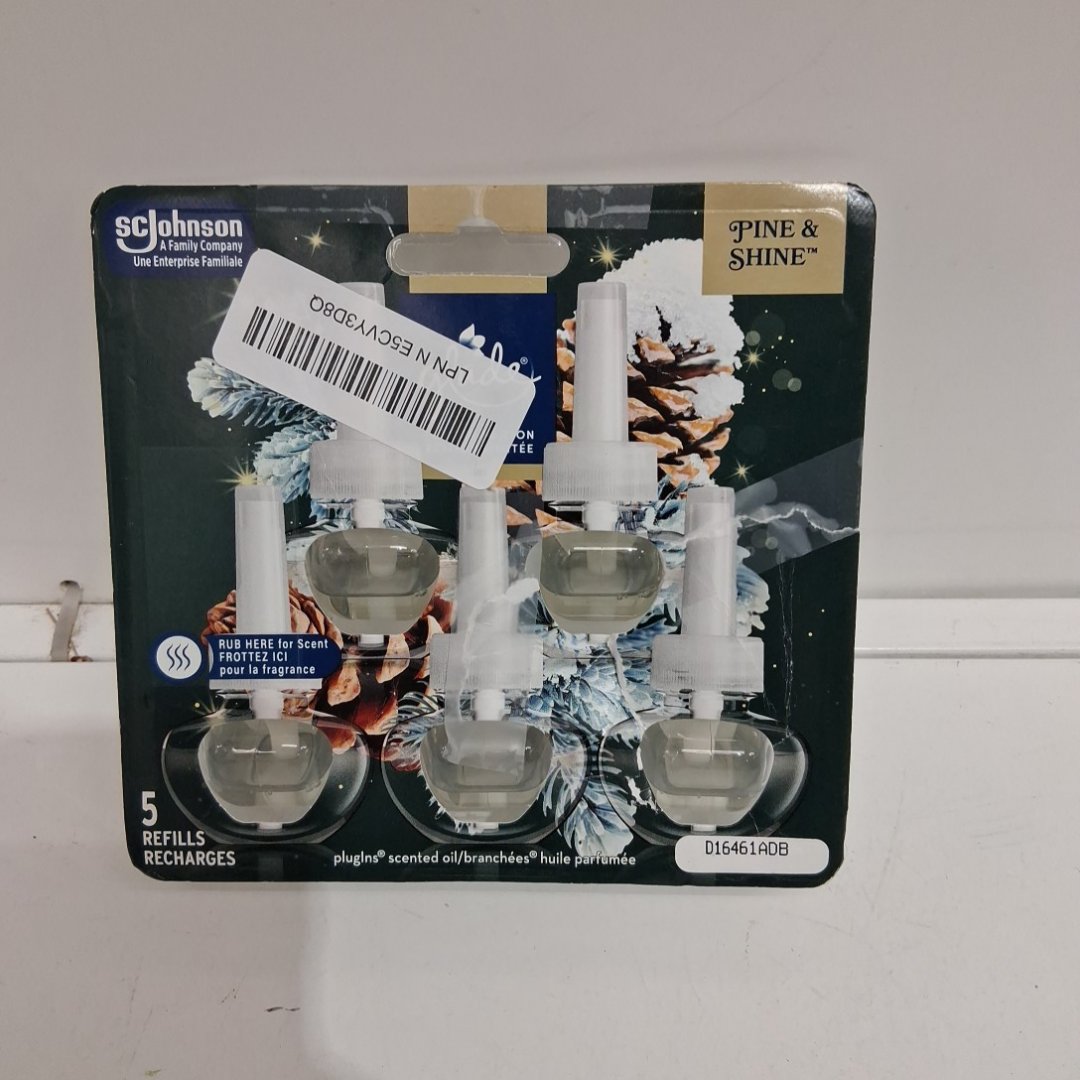 scJohnson
A Family Company
Une Enterprise Familiale
PINE &
SHINE™
LPN N E5CVY3D8Q
RUB HERE for Scent
FROTTEZ ICI
pour la fragrance
5
REFILLS
RECHARGES
plugIns® scented oil/branchées® huile parfumée
D16461ADB